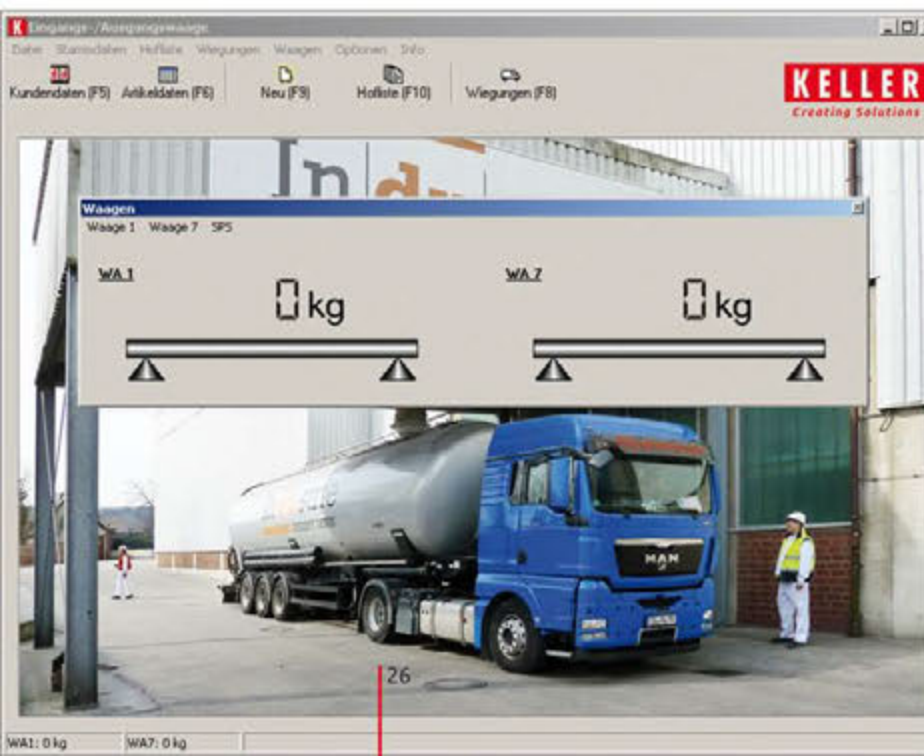 K Eingangs-/Ausgangswaage
Datei Stammdaten Hofliste Wiegungen Waagen Optionen Info
Kundendaten (F5) Artikeldaten (F6) Neu (F9) Hofliste (F10) Wiegungen (F8)
KELLER
Creating Solutions
In du
Waagen
Waage 1 Waage 7 SPS
WA 1 WA 7
0 kg 0 kg
MAN
26
WA1: 0 kg WA7: 0 kg